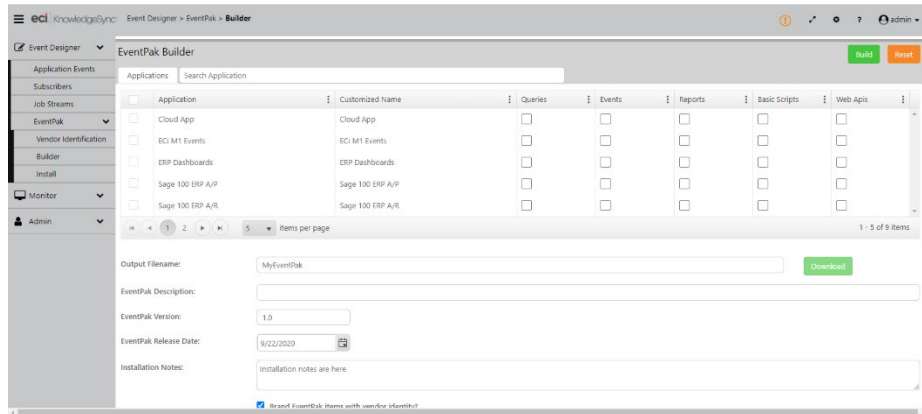 eci KnowledgeSync Event Designer > EventPak > Builder ? admin
Event Designer
Application Events
Subscribers
Job Streams
EventPak
Vendor Identification
Builder
Install
Monitor
Admin
EventPak Builder Build Reset
Applications Search Application
Application Customized Name Queries Events Reports Basic Scripts Web Apis
Cloud App Cloud App
ECi M1 Events ECi M1 Events
ERP Dashboards ERP Dashboards
Sage 100 ERP A/P Sage 100 ERP A/P
Sage 100 ERP A/R Sage 100 ERP A/R
1 2 5 items per page 1 - 5 of 9 items
Output Filename: MyEventPak Download
EventPak Description:
EventPak Version: 1.0
EventPak Release Date: 9/22/2020
Installation Notes: Installation notes are here
Brand EventPak items with vendor identity?